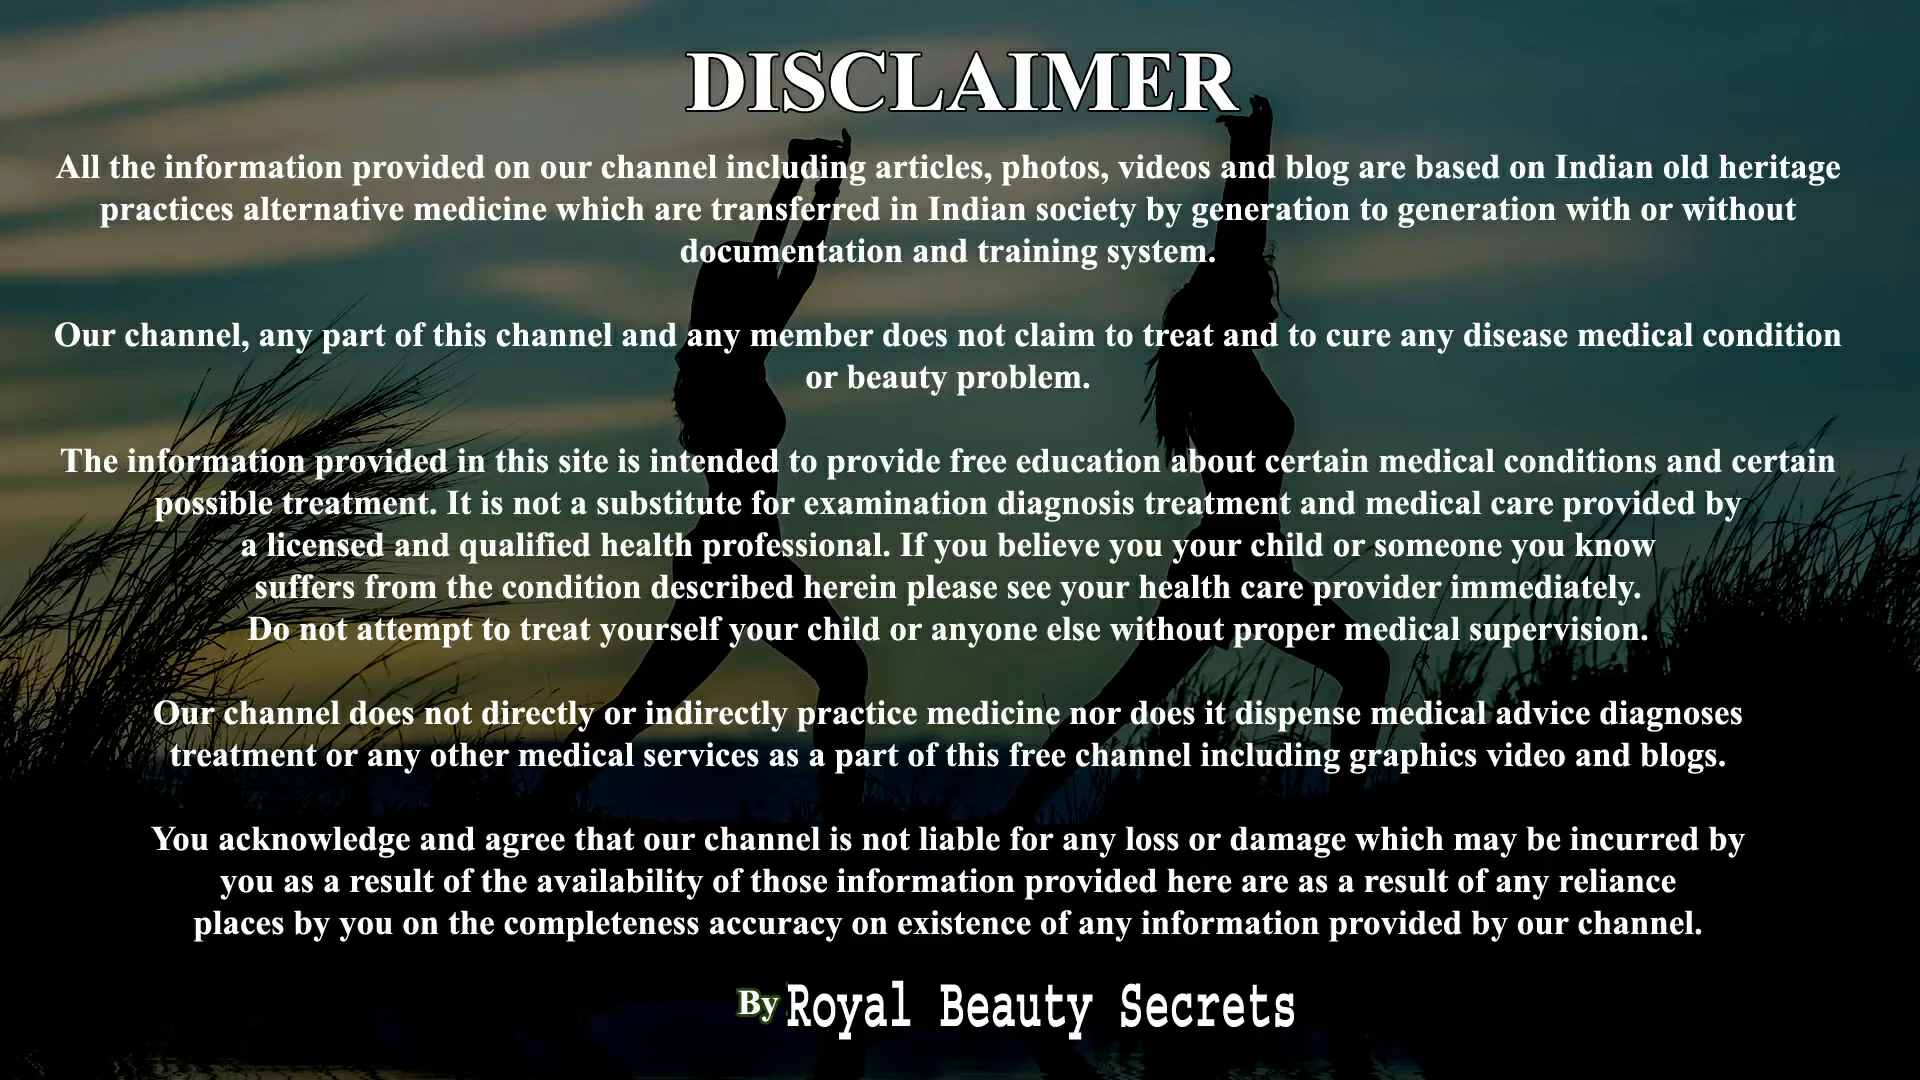 DISCLAIMER
All the information provided on our channel including articles, photos, videos and blog are based on Indian old heritage
practices alternative medicine which are transferred in Indian society by generation to generation with or without
documentation and training system.
Our channel, any part of this channel and any member does not claim to treat and to cure any disease medical condition
or beauty problem.
The information provided in this site is intended to provide free education about certain medical conditions and certain
possible treatment. It is not a substitute for examination diagnosis treatment and medical care provided by
a licensed and qualified health professional. If you believe you your child or someone you know
suffers from the condition described herein please see your health care provider immediately.
Do not attempt to treat yourself your child or anyone else without proper medical supervision.
Our channel does not directly or indirectly practice medicine nor does it dispense medical advice diagnoses
treatment or any other medical services as a part of this free channel including graphics video and blogs.
You acknowledge and agree that our channel is not liable for any loss or damage which may be incurred by
you as a result of the availability of those information provided here are as a result of any reliance
places by you on the completeness accuracy on existence of any information provided by our channel.
By Royal Beauty Secrets